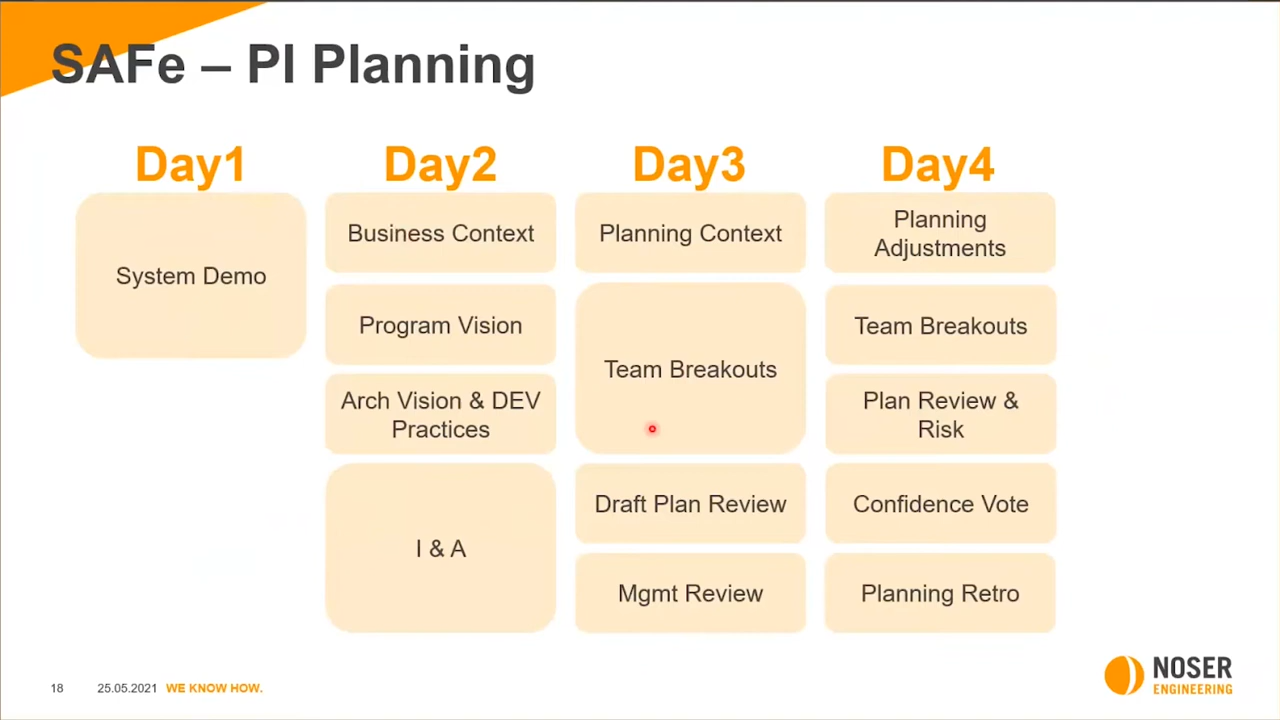 SAFe – PI Planning
Day1
System Demo
Day2
Business Context
Program Vision
Arch Vision & DEV
Practices
I & A
Day3
Planning Context
Team Breakouts
Draft Plan Review
Mgmt Review
Day4
Planning
Adjustments
Team Breakouts
Plan Review &
Risk
Confidence Vote
Planning Retro
18 25.05.2021 WE KNOW HOW.
NOSER
ENGINEERING